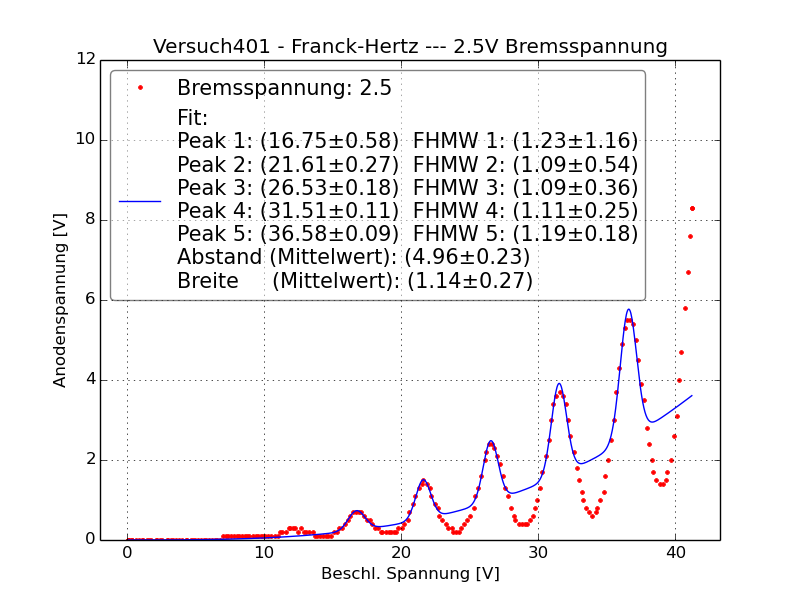 Versuch401 - Franck-Hertz --- 2.5V Bremsspannung
12
10
8
6
4
2
0
Anodenspannung [V]
Bremsspannung: 2.5
Fit:
Peak 1: (16.75±0.58) FHMW 1: (1.23±1.16)
Peak 2: (21.61±0.27) FHMW 2: (1.09±0.54)
Peak 3: (26.53±0.18) FHMW 3: (1.09±0.36)
Peak 4: (31.51±0.11) FHMW 4: (1.11±0.25)
Peak 5: (36.58±0.09) FHMW 5: (1.19±0.18)
Abstand (Mittelwert): (4.96±0.23)
Breite (Mittelwert): (1.14±0.27)
0 10 20 30 40
Beschl. Spannung [V]